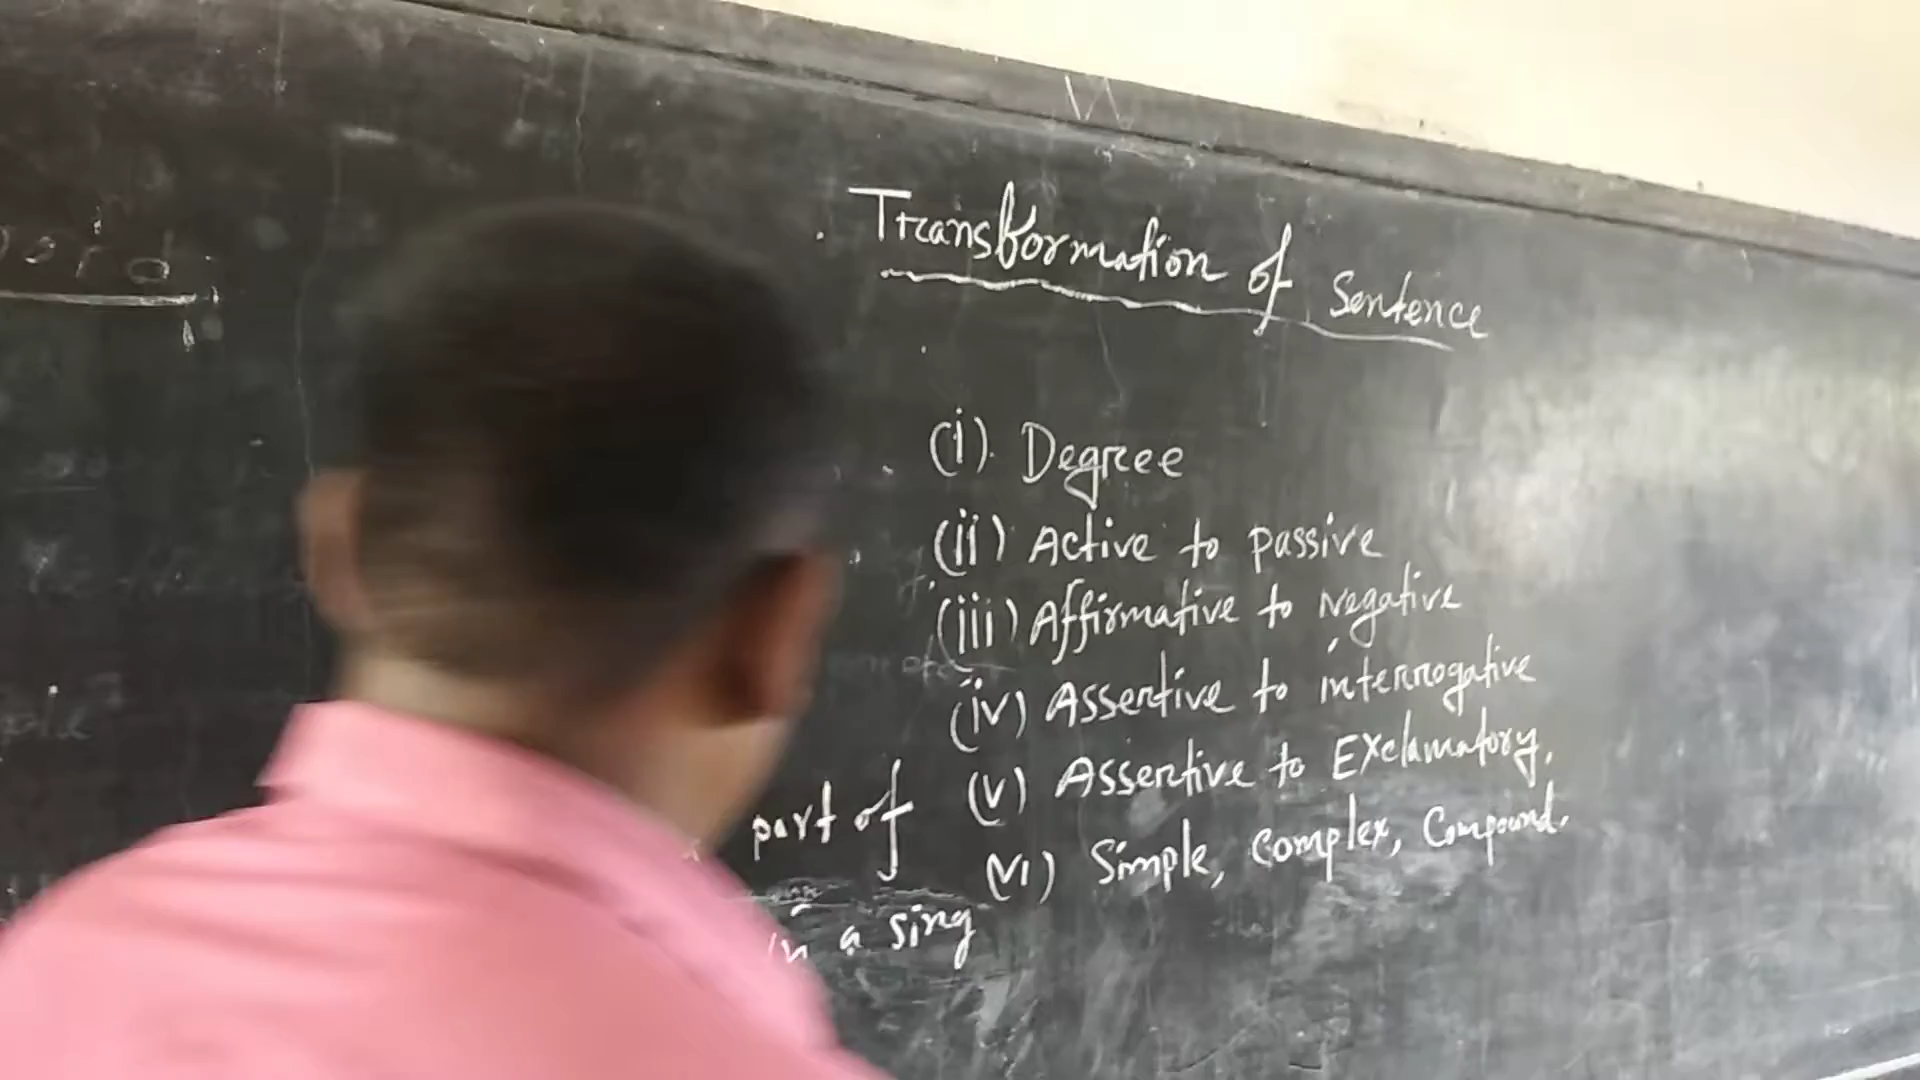 Transformation of Sentence
(i) Degree
(ii) Active to passive
(iii) Affirmative to Negative
(iv) Assertive to interrogative
(v) Assertive to Exclamatory.
(vi) Simple, Complex, Compound.
part of
in a sing